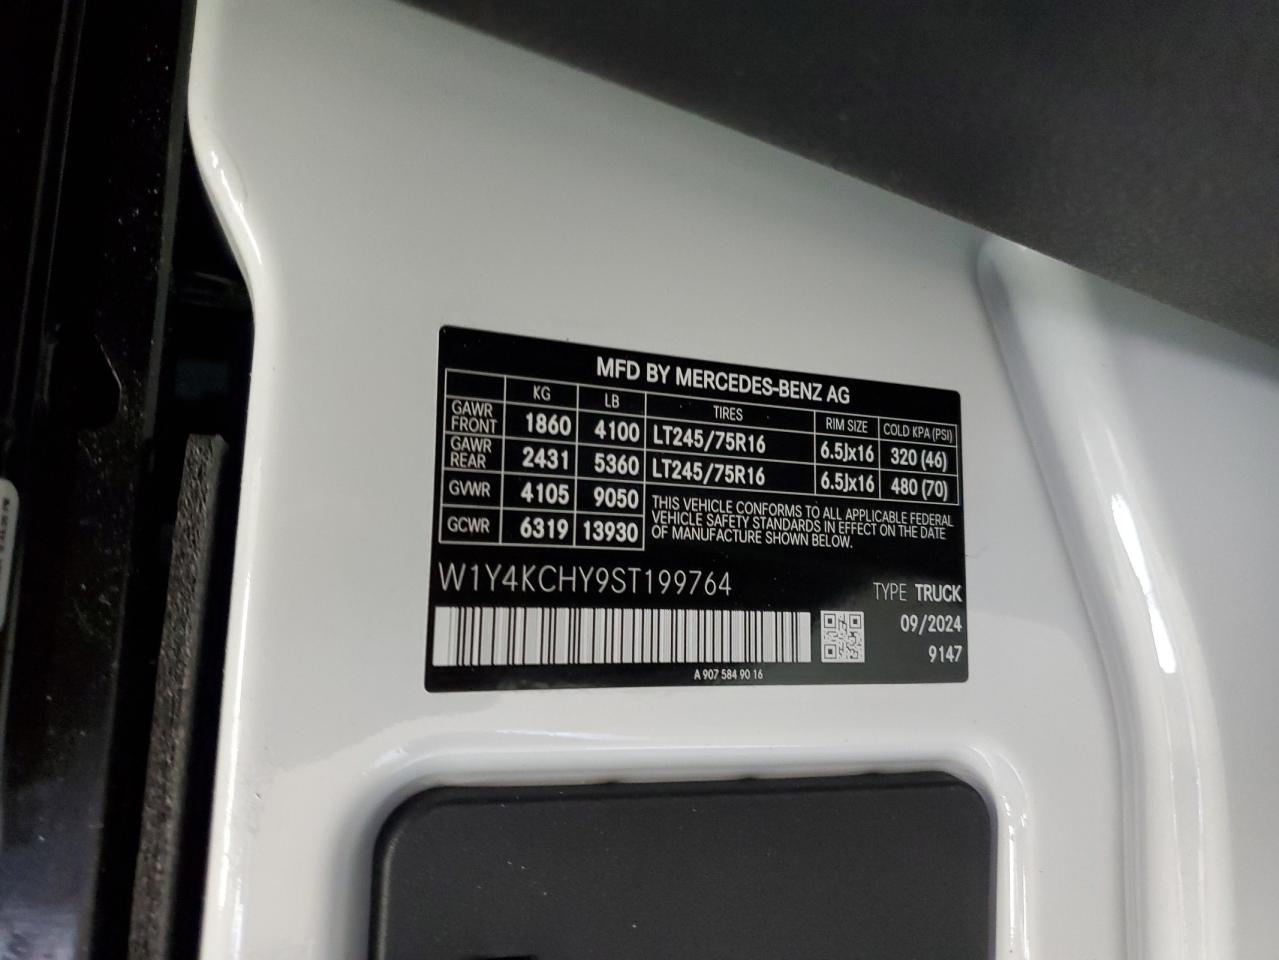 MFD BY MERCEDES-BENZ AG
KG LB TIRES RIM SIZE COLD KPA (PSI)
GAWR FRONT 1860 4100 LT245/75R16 6.5Jx16 320 (46)
GAWR REAR 2431 5360 LT245/75R16 6.5Jx16 480 (70)
GVWR 4105 9050
GCWR 6319 13930
THIS VEHICLE CONFORMS TO ALL APPLICABLE FEDERAL
VEHICLE SAFETY STANDARDS IN EFFECT ON THE DATE
OF MANUFACTURE SHOWN BELOW.
W1Y4KCHY9ST199764
TYPE TRUCK
09/2024
9147
A 907 584 90 16